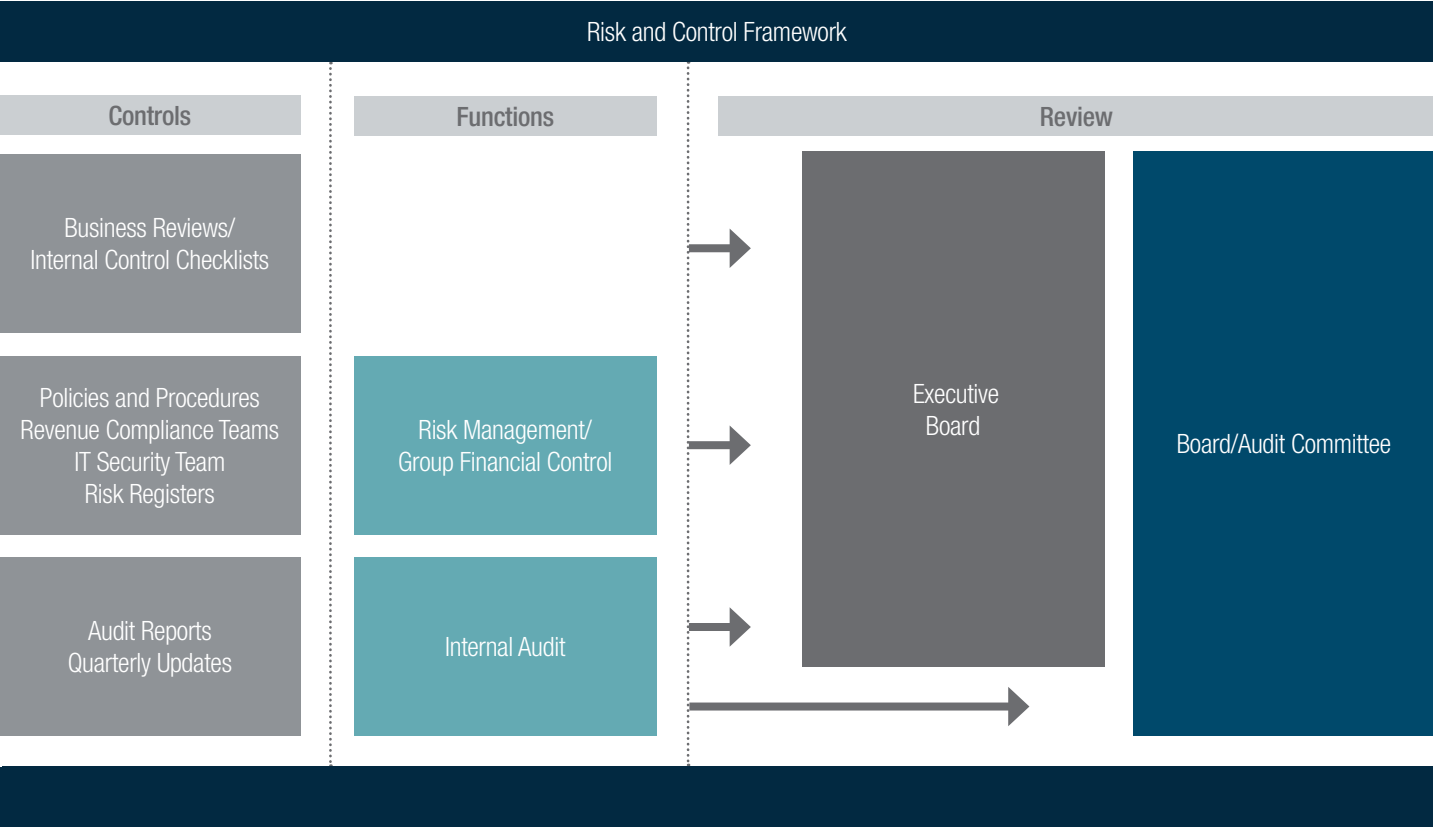 Risk and Control Framework
Controls
Functions
Review
Business Reviews/
Internal Control Checklists
Policies and Procedures
Revenue Compliance Teams
IT Security Team
Risk Registers
Risk Management/
Group Financial Control
Executive
Board
Board/Audit Committee
Audit Reports
Quarterly Updates
Internal Audit